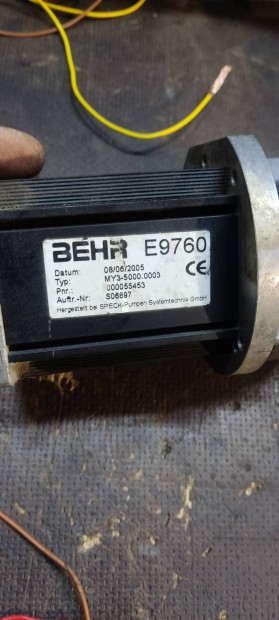 BEHR E9760
Datum: 08/06/2005
Typ: MY3-5000.0003
Pnr.: 000055453
Auftr.-Nr: S06897
Hergestellt bei SPECK-Pumpen Systemtechnik GmbH
CE